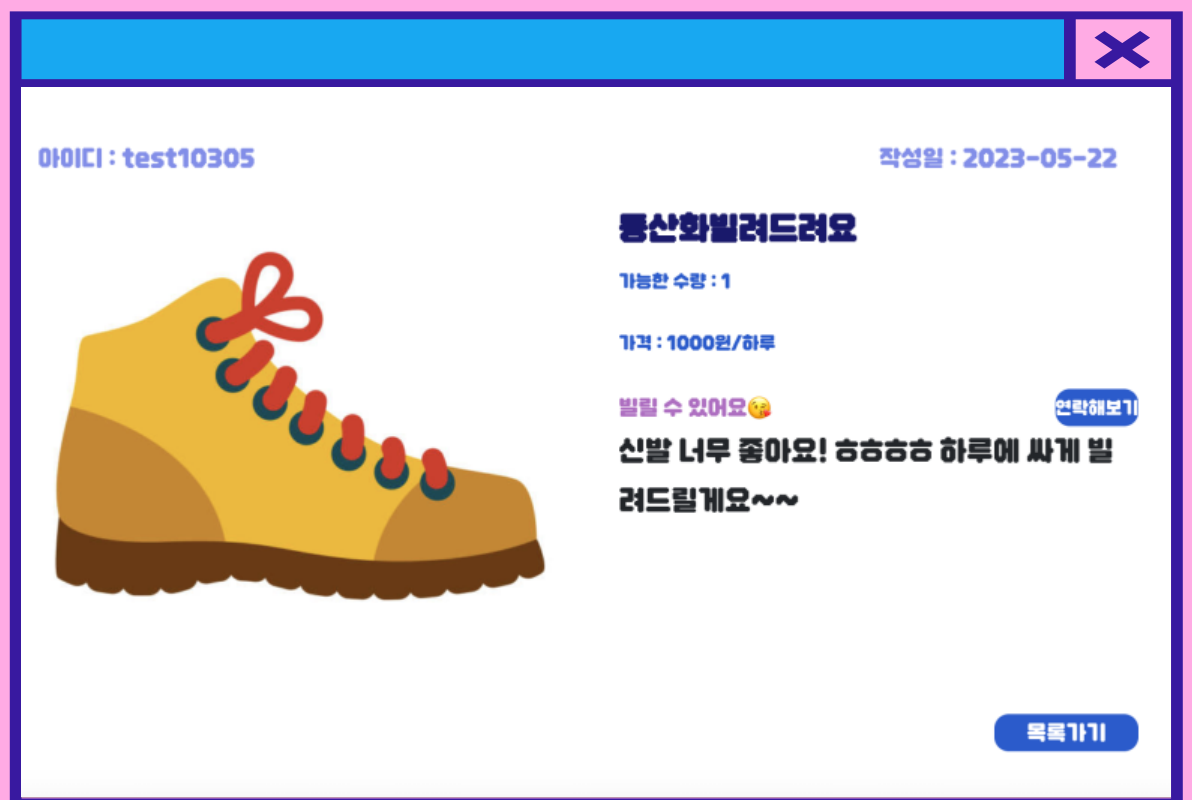 아이디 : test10305
작성일 : 2023-05-22
등산화빌려드려요
가능한 수량 : 1
가격 : 1000원/하루
빌릴 수 있어요😘
연락해보기
신발 너무 좋아요! ㅎㅎㅎㅎ 하루에 싸게 빌
려드릴게요~~
목록가기